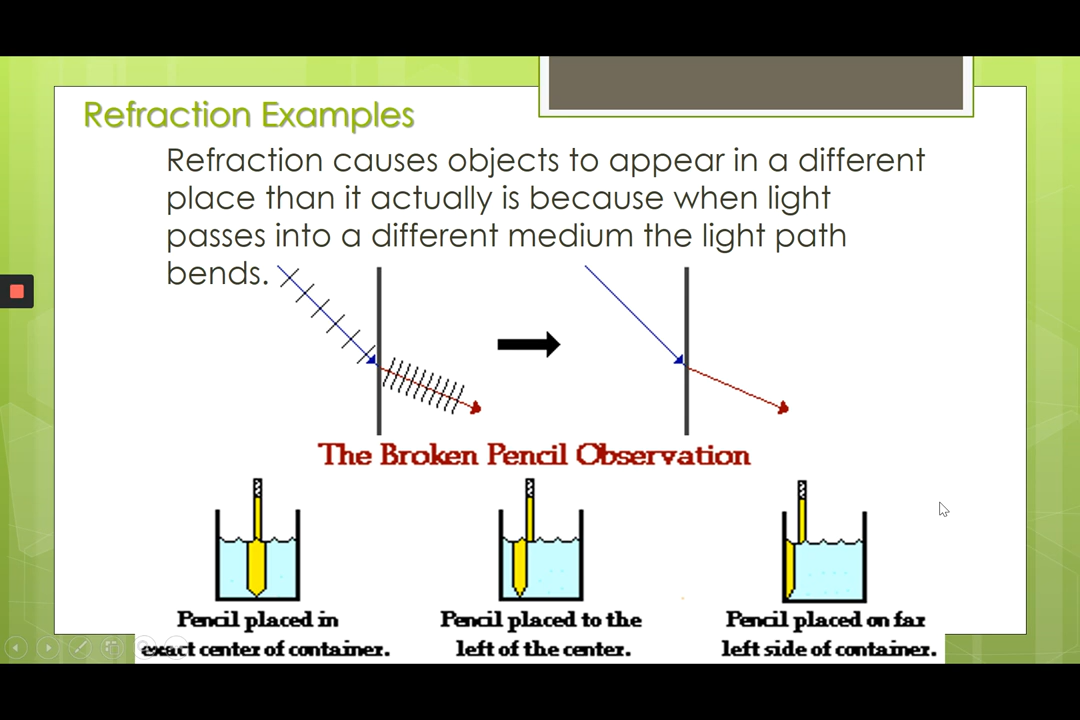 Refraction Examples
Refraction causes objects to appear in a different
place than it actually is because when light
passes into a different medium the light path
bends.
The Broken Pencil Observation
Pencil placed in
exact center of container.
Pencil placed to the
left of the center.
Pencil placed on far
left side of container.